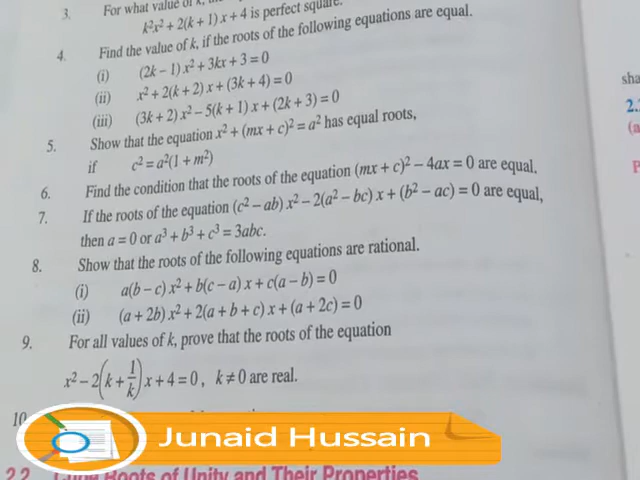 3. For what value of k,
k²x² + 2(k + 1) x + 4 is perfect square.
4. Find the value of k, if the roots of the following equations are equal.
(i) (2k − 1) x² + 3kx + 3 = 0
(ii) x² + 2(k + 2) x + (3k + 4) = 0
(iii) (3k + 2) x² − 5(k + 1) x + (2k + 3) = 0
5. Show that the equation x² + (mx + c)² = a² has equal roots,
if c² = a²(1 + m²)
6. Find the condition that the roots of the equation (mx + c)² − 4ax = 0 are equal.
7. If the roots of the equation (c² − ab) x² − 2(a² − bc) x + (b² − ac) = 0 are equal,
then a = 0 or a³ + b³ + c³ = 3abc.
8. Show that the roots of the following equations are rational.
(i) a(b − c) x² + b(c − a) x + c(a − b) = 0
(ii) (a + 2b) x² + 2(a + b + c) x + (a + 2c) = 0
9. For all values of k, prove that the roots of the equation
x² − 2(k + 1/k) x + 4 = 0, k ≠ 0 are real.
10.
Junaid Hussain
2.2 Cube Roots of Unity and Their Properties
sha
2.
(a
P